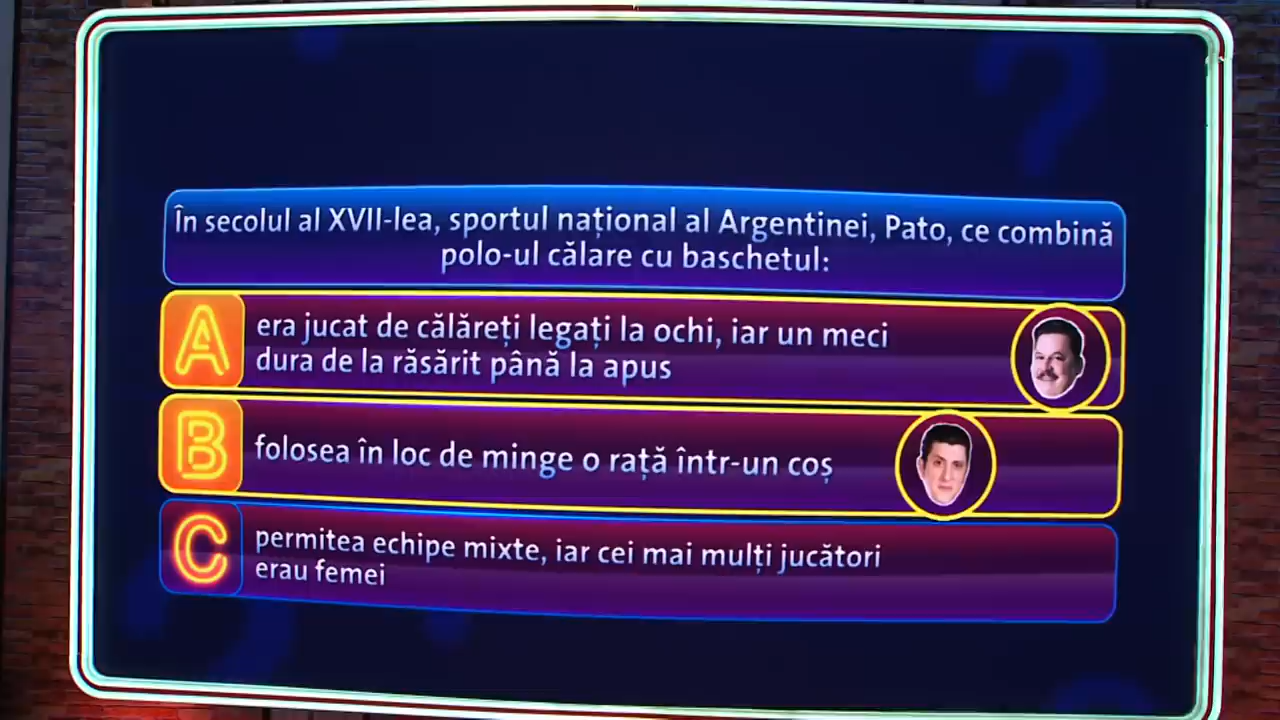 În secolul al XVII-lea, sportul național al Argentinei, Pato, ce combină
polo-ul călare cu baschetul:
A
era jucat de călăreți legați la ochi, iar un meci
dura de la răsărit până la apus
B
folosea în loc de minge o rață într-un coș
C
permitea echipe mixte, iar cei mai mulți jucători
erau femei